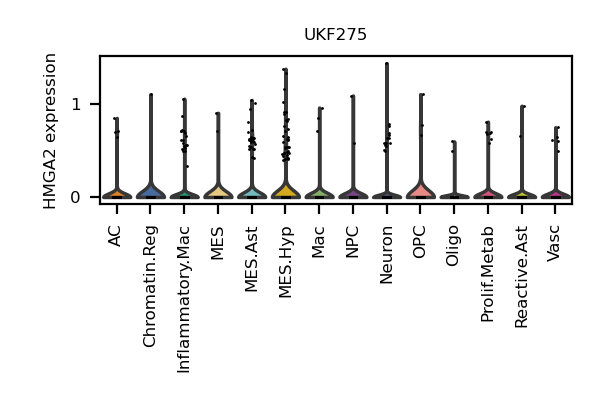 UKF275
HMGA2 expression
1
0
AC
Chromatin.Reg
Inflammatory.Mac
MES
MES.Ast
MES.Hyp
Mac
NPC
Neuron
OPC
Oligo
Prolif.Metab
Reactive.Ast
Vasc